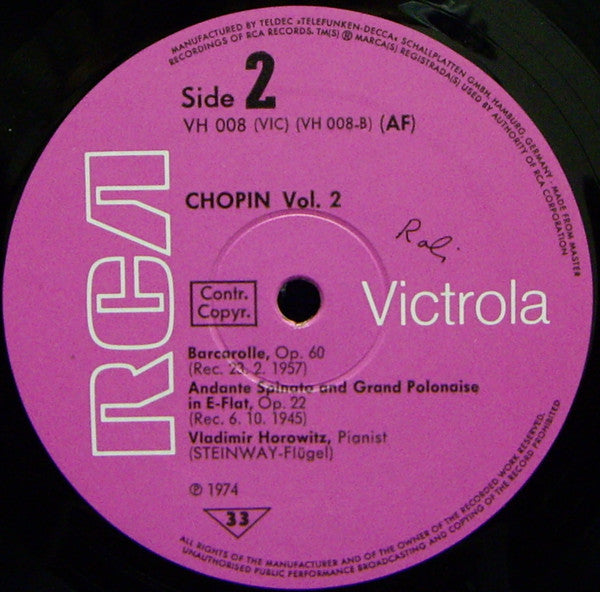 MANUFACTURED BY TELDEC »TELEFUNKEN-DECCA« SCHALLPLATTEN GMBH, HAMBURG, GERMANY · MADE FROM MASTER
RECORDINGS OF RCA RECORDS. TM(S) ® MARCA(S) REGISTRADA(S) USED BY AUTHORITY OF RCA CORPORATION
Side 2
VH 008 (VIC) (VH 008-B) (AF)
CHOPIN Vol. 2
RCA
Contr.
Copyr.
Victrola
Barcarolle, Op. 60
(Rec. 23. 2. 1957)
Andante Spinato and Grand Polonaise
in E-Flat, Op. 22
(Rec. 6. 10. 1945)
Vladimir Horowitz, Pianist
(STEINWAY-Flügel)
℗ 1974
33
ALL RIGHTS OF THE MANUFACTURER AND OF THE OWNER OF THE RECORDED WORK RESERVED.
UNAUTHORISED PUBLIC PERFORMANCE BROADCASTING AND COPYING OF THIS RECORD PROHIBITED